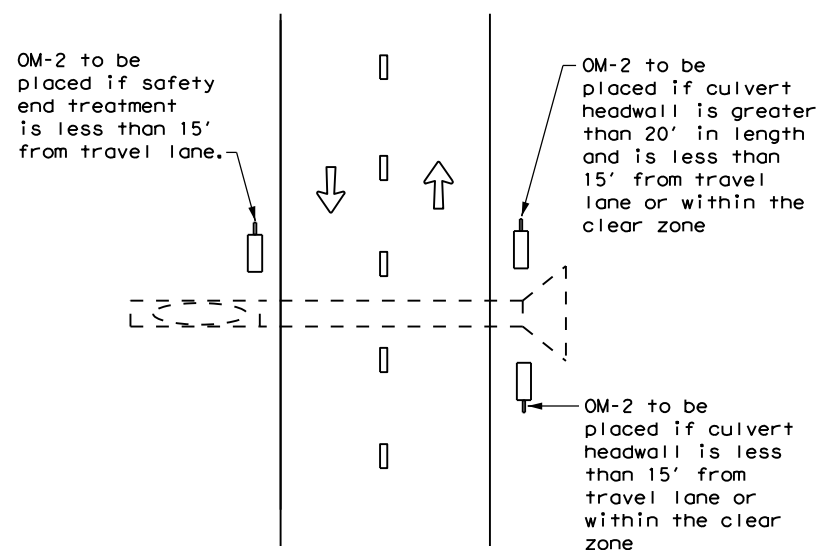 OM-2 to be
placed if safety
end treatment
is less than 15'
from travel lane.
OM-2 to be
placed if culvert
headwall is greater
than 20' in length
and is less than
15' from travel
lane or within the
clear zone
OM-2 to be
placed if culvert
headwall is less
than 15' from
travel lane or
within the clear
zone